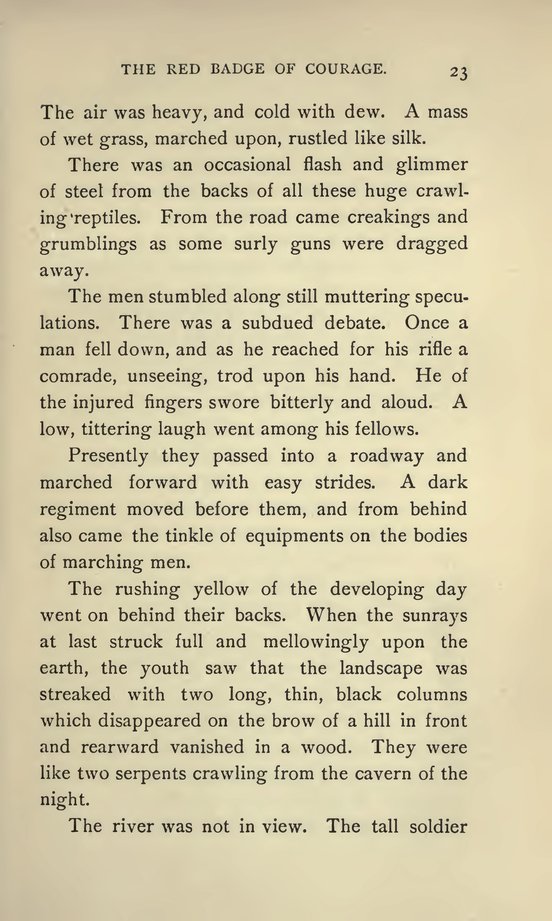 THE RED BADGE OF COURAGE. 23
The air was heavy, and cold with dew. A mass
of wet grass, marched upon, rustled like silk.
There was an occasional flash and glimmer
of steel from the backs of all these huge crawl-
ing reptiles. From the road came creakings and
grumblings as some surly guns were dragged
away.
The men stumbled along still muttering specu-
lations. There was a subdued debate. Once a
man fell down, and as he reached for his rifle a
comrade, unseeing, trod upon his hand. He of
the injured fingers swore bitterly and aloud. A
low, tittering laugh went among his fellows.
Presently they passed into a roadway and
marched forward with easy strides. A dark
regiment moved before them, and from behind
also came the tinkle of equipments on the bodies
of marching men.
The rushing yellow of the developing day
went on behind their backs. When the sunrays
at last struck full and mellowingly upon the
earth, the youth saw that the landscape was
streaked with two long, thin, black columns
which disappeared on the brow of a hill in front
and rearward vanished in a wood. They were
like two serpents crawling from the cavern of the
night.
The river was not in view. The tall soldier